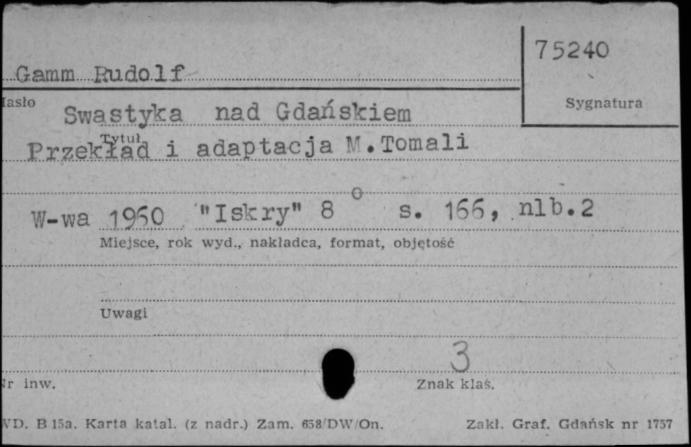 75240
Gamm Rudolf
Hasło
Sygnatura
Swastyka nad Gdańskiem
Tytuł
Przekład i adaptacja M.Tomali
W-wa 1960 "Iskry" 8° s. 166, nlb.2
Miejsce, rok wyd., nakładca, format, objętość
Uwagi
3
Nr inw.
Znak klas.
WD. B 15a. Karta katal. (z nadr.) Zam. 658/DW/On.
Zakł. Graf. Gdańsk nr 1757